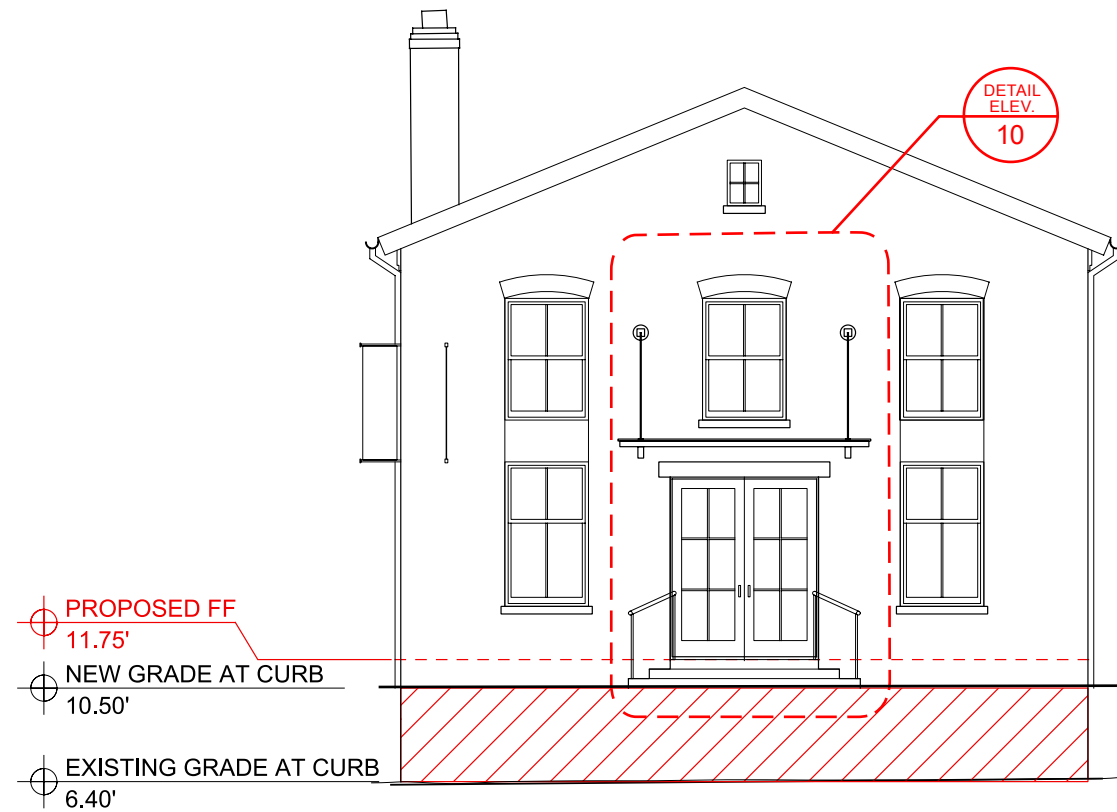 DETAIL
ELEV.
10
PROPOSED FF
11.75'
NEW GRADE AT CURB
10.50'
EXISTING GRADE AT CURB
6.40'